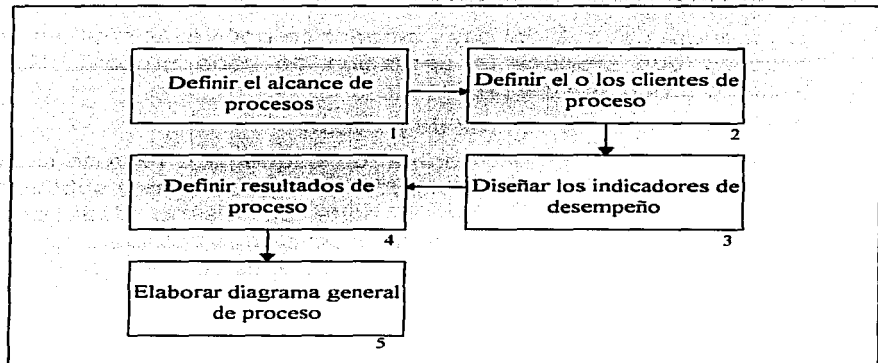 Definir el alcance de
procesos
1
Definir el o los clientes de
proceso
2
Diseñar los indicadores de
desempeño
3
Definir resultados de
proceso
4
Elaborar diagrama general
de proceso
5